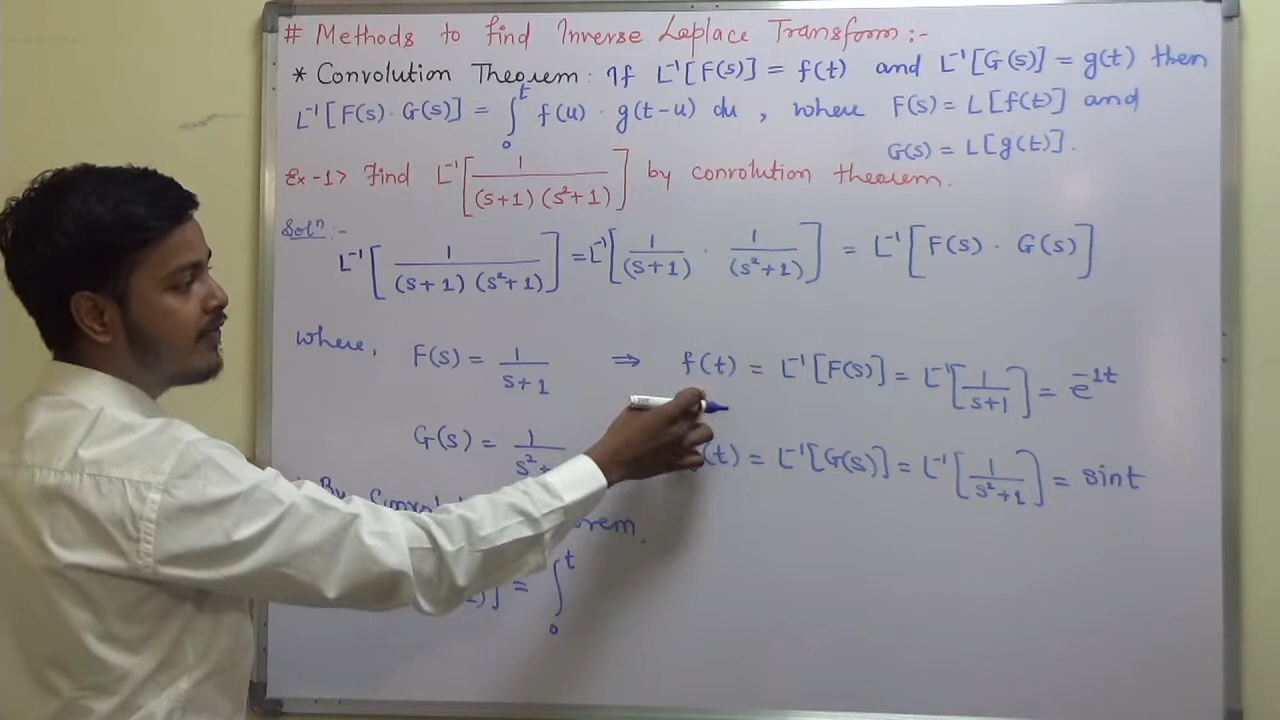 # Methods to find Inverse Laplace Transform :-
* Convolution Theorem : If L⁻¹[F(s)] = f(t) and L⁻¹[G(s)] = g(t) then
L⁻¹[F(s) · G(s)] = ∫₀ᵗ f(u) · g(t-u) du , where F(s) = L[f(t)] and
G(s) = L[g(t)].
Ex-1> Find L⁻¹[1/((s+1)(s²+1))] by convolution theorem.
Solⁿ :-
L⁻¹[1/((s+1)(s²+1))] = L⁻¹[1/(s+1) · 1/(s²+1)] = L⁻¹[F(s) · G(s)]
where, F(s) = 1/(s+1) ⇒ f(t) = L⁻¹[F(s)] = L⁻¹[1/(s+1)] = e⁻¹ᵗ
G(s) = 1/s² (t) = L⁻¹[G(s)] = L⁻¹[1/(s²+1)] = sint
By
= ∫₀ᵗ